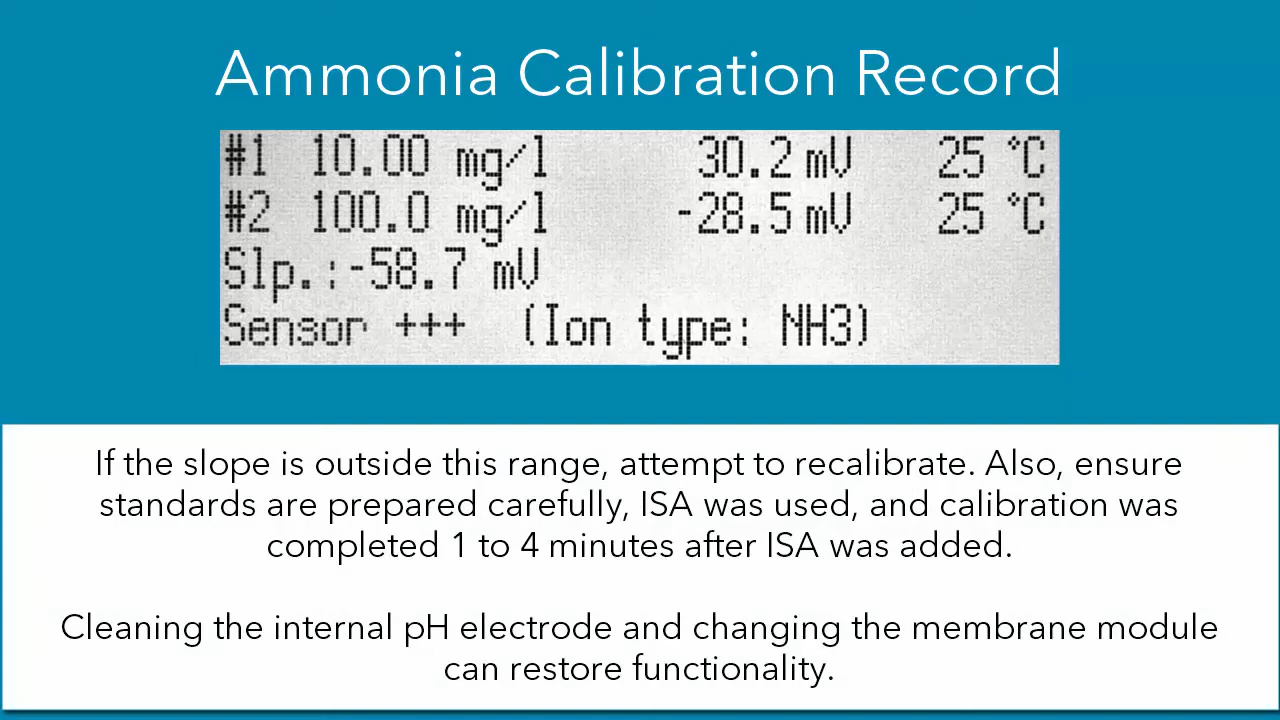 Ammonia Calibration Record
#1 10.00 mg/l 30.2 mV 25 °C
#2 100.0 mg/l -28.5 mV 25 °C
Slp.:-58.7 mV
Sensor +++ (Ion type: NH3)
If the slope is outside this range, attempt to recalibrate. Also, ensure
standards are prepared carefully, ISA was used, and calibration was
completed 1 to 4 minutes after ISA was added.
Cleaning the internal pH electrode and changing the membrane module
can restore functionality.